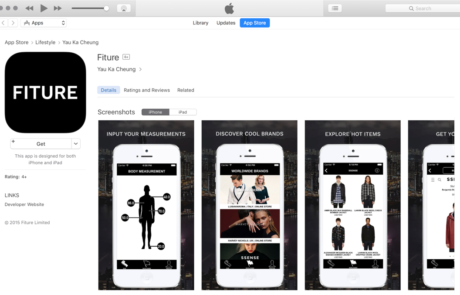 Search
Apps
Library Updates App Store
App Store › Lifestyle › Yau Ka Cheung
FITURE
Get
This app is designed for both
iPhone and iPad
Rating: 4+
LINKS
Developer Website
© 2015 Fiture Limited
Fiture 4+
Yau Ka Cheung
Details Ratings and Reviews Related
Screenshots iPhone iPad
INPUT YOUR MEASUREMENTS
BODY MEASUREMENT
DISCOVER COOL BRANDS
WORLDWIDE BRANDS
SSENSE
EXPLORE HOT ITEMS
GET YO